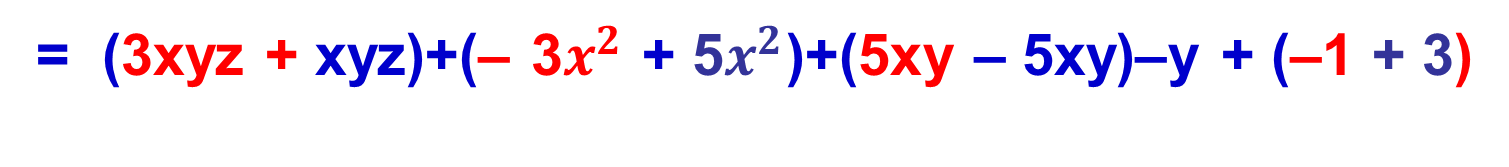 = (3xyz + xyz)+(– 3𝑥² + 5𝑥²)+(5xy – 5xy)–y + (–1 + 3)